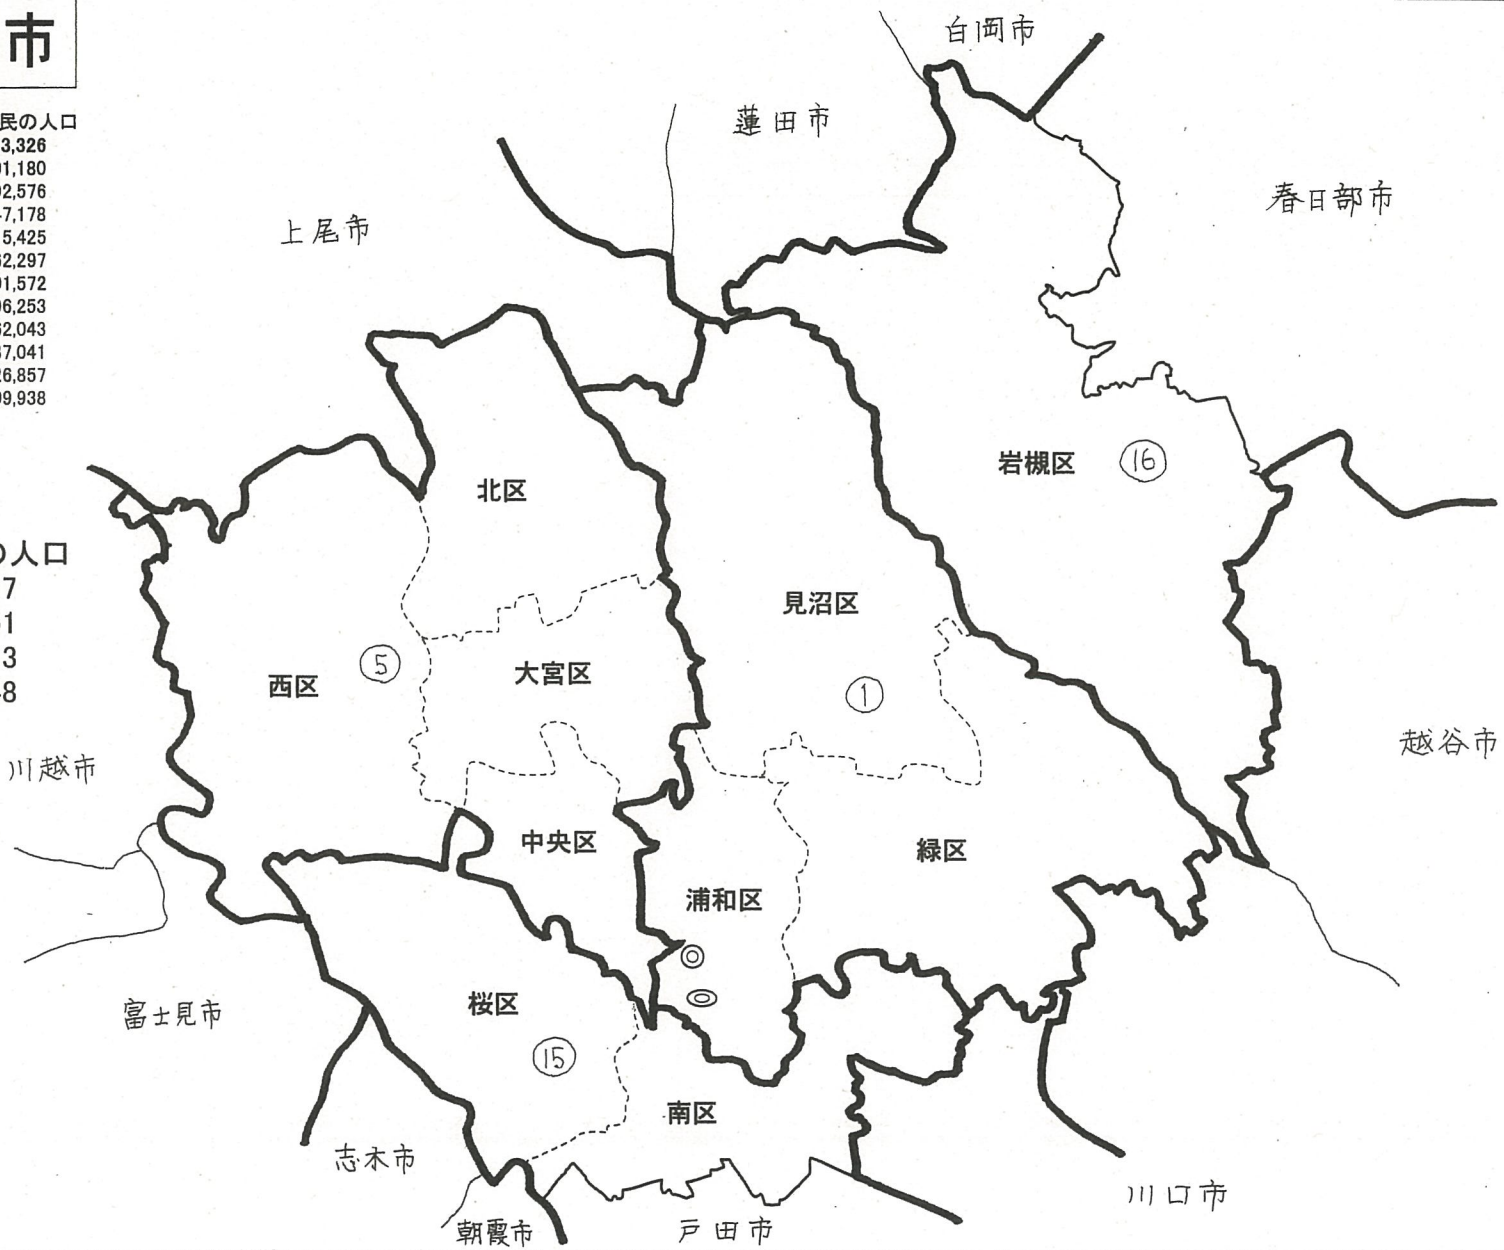 市
民の人口
3,326
01,180
02,576
47,178
15,425
62,297
01,572
06,253
62,043
37,041
26,857
99,938
の人口
7
1
3
8
白岡市
蓮田市
春日部市
上尾市
岩槻区 ⑯
北区
見沼区
①
西区 ⑤
大宮区
川越市
越谷市
中央区
緑区
浦和区
◎
◎
桜区
⑮
富士見市
南区
志木市
川口市
朝霞市
戸田市